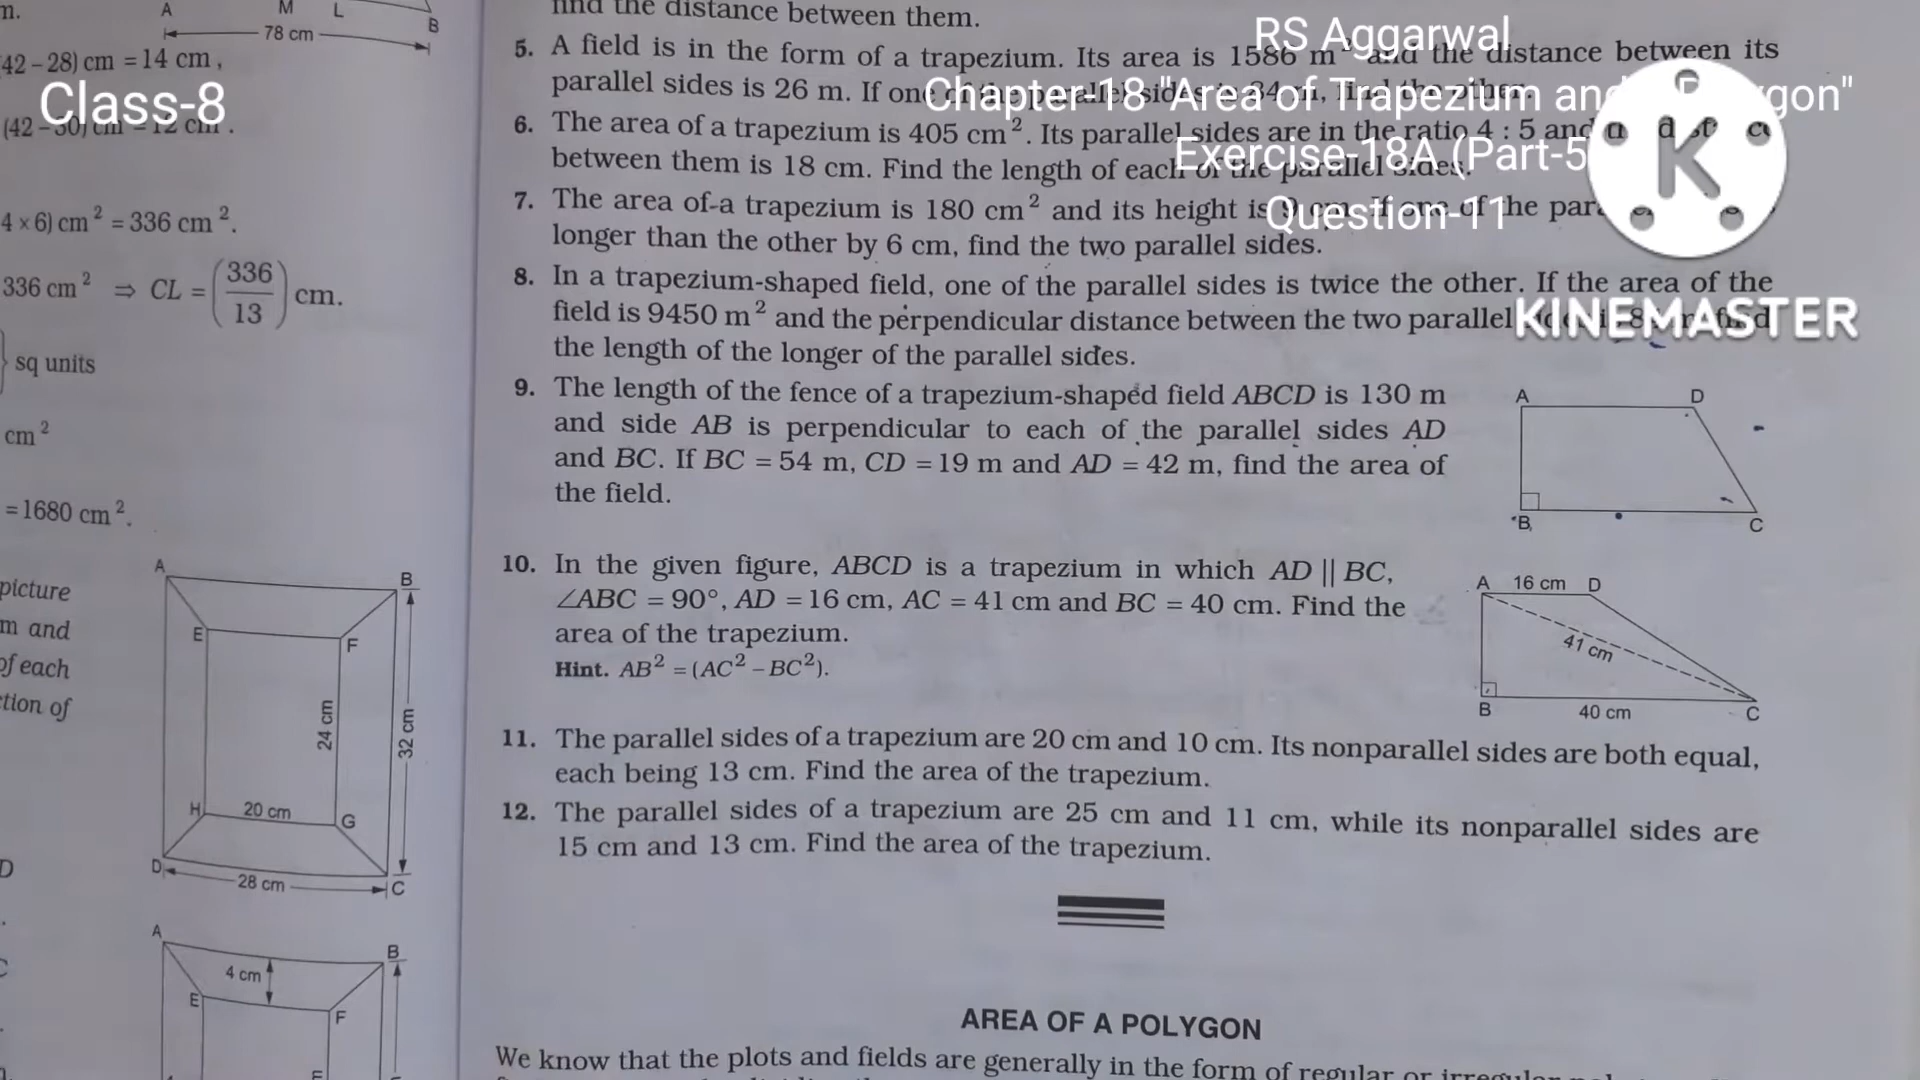 n.
A M L B
78 cm
(42 – 28) cm = 14 cm ,
(42 – 30) cm = 12 cm .
4 × 6) cm² = 336 cm².
336 cm² ⇒ CL = (336/13) cm.
sq units
cm²
= 1680 cm².
picture
m and
of each
ction of
A B
E F
24 cm
32 cm
H 20 cm G
D 28 cm C
A B
4 cm
E F
Class-8
RS Aggarwal
Chapter-18 "Area of Trapezium and
Exercise-18A (Part-5
Question-11
KINEMASTER
find the distance between them.
5. A field is in the form of a trapezium. Its area is 1586 m² and the distance between its
parallel sides is 26 m. If one of the parallel sides is 84 m, find the other.
6. The area of a trapezium is 405 cm². Its parallel sides are in the ratio 4 : 5 and
between them is 18 cm. Find the length of each of the parallel sides.
7. The area of a trapezium is 180 cm² and its height is 9 cm. If one of the
longer than the other by 6 cm, find the two parallel sides.
8. In a trapezium-shaped field, one of the parallel sides is twice the other. If the area of the
field is 9450 m² and the perpendicular distance between the two parallel
the length of the longer of the parallel sides.
9. The length of the fence of a trapezium-shaped field ABCD is 130 m
and side AB is perpendicular to each of the parallel sides AD
and BC. If BC = 54 m, CD = 19 m and AD = 42 m, find the area of
the field.
A D
B C
10. In the given figure, ABCD is a trapezium in which AD || BC,
∠ABC = 90°, AD = 16 cm, AC = 41 cm and BC = 40 cm. Find the
area of the trapezium.
Hint. AB² = (AC² – BC²).
A 16 cm D
41 cm
B 40 cm C
11. The parallel sides of a trapezium are 20 cm and 10 cm. Its nonparallel sides are both equal,
each being 13 cm. Find the area of the trapezium.
12. The parallel sides of a trapezium are 25 cm and 11 cm, while its nonparallel sides are
15 cm and 13 cm. Find the area of the trapezium.
AREA OF A POLYGON
We know that the plots and fields are generally in the form of regular or